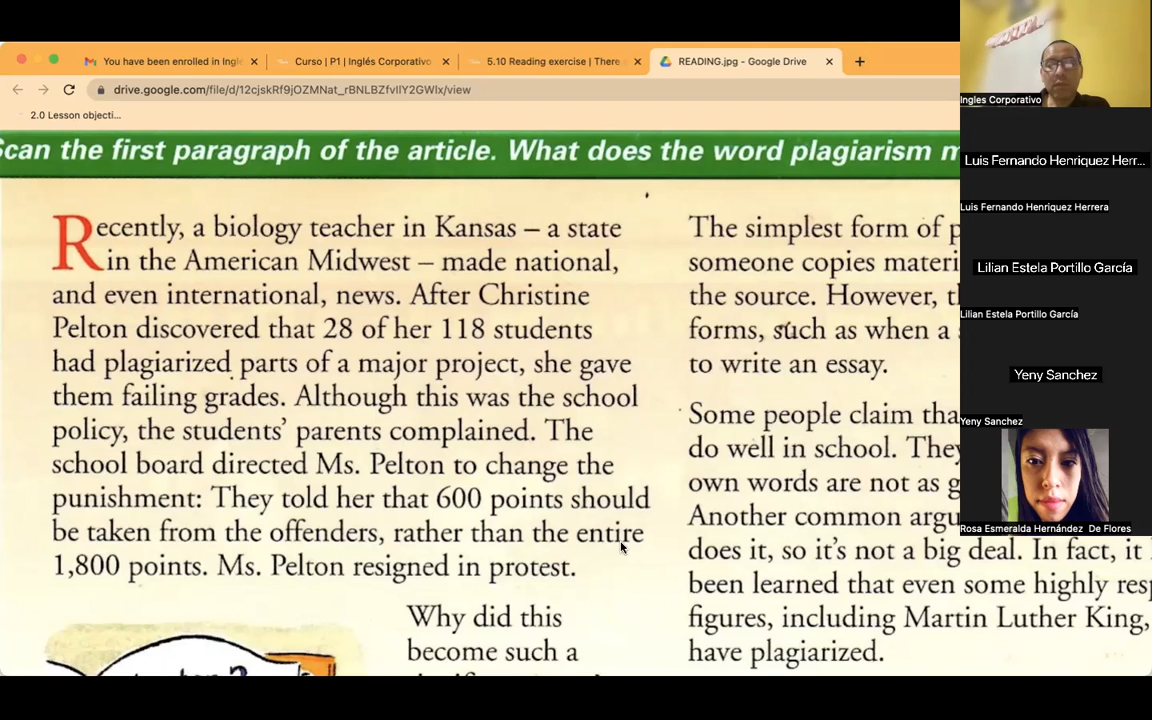 You have been enrolled in Ingl
Curso | P1 | Inglés Corporativo
5.10 Reading exercise | There
READING.jpg - Google Drive
drive.google.com/file/d/12cjskRf9jOZMNat_rBNLBZfvIlY2GWIx/view
2.0 Lesson objecti...
Scan the first paragraph of the article. What does the word plagiarism m
Recently, a biology teacher in Kansas – a state
in the American Midwest – made national,
and even international, news. After Christine
Pelton discovered that 28 of her 118 students
had plagiarized parts of a major project, she gave
them failing grades. Although this was the school
policy, the students' parents complained. The
school board directed Ms. Pelton to change the
punishment: They told her that 600 points should
be taken from the offenders, rather than the entire
1,800 points. Ms. Pelton resigned in protest.
Why did this
become such a
The simplest form of p
someone copies materi
the source. However, t
forms, such as when a
to write an essay.
Some people claim tha
do well in school. They
own words are not as g
Another common argu
does it, so it's not a big deal. In fact, it
been learned that even some highly resp
figures, including Martin Luther King,
have plagiarized.
Ingles Corporativo
Luis Fernando Henriquez Herr...
Luis Fernando Henriquez Herrera
Lilian Estela Portillo García
Lilian Estela Portillo García
Yeny Sanchez
Yeny Sanchez
Rosa Esmeralda Hernández De Flores